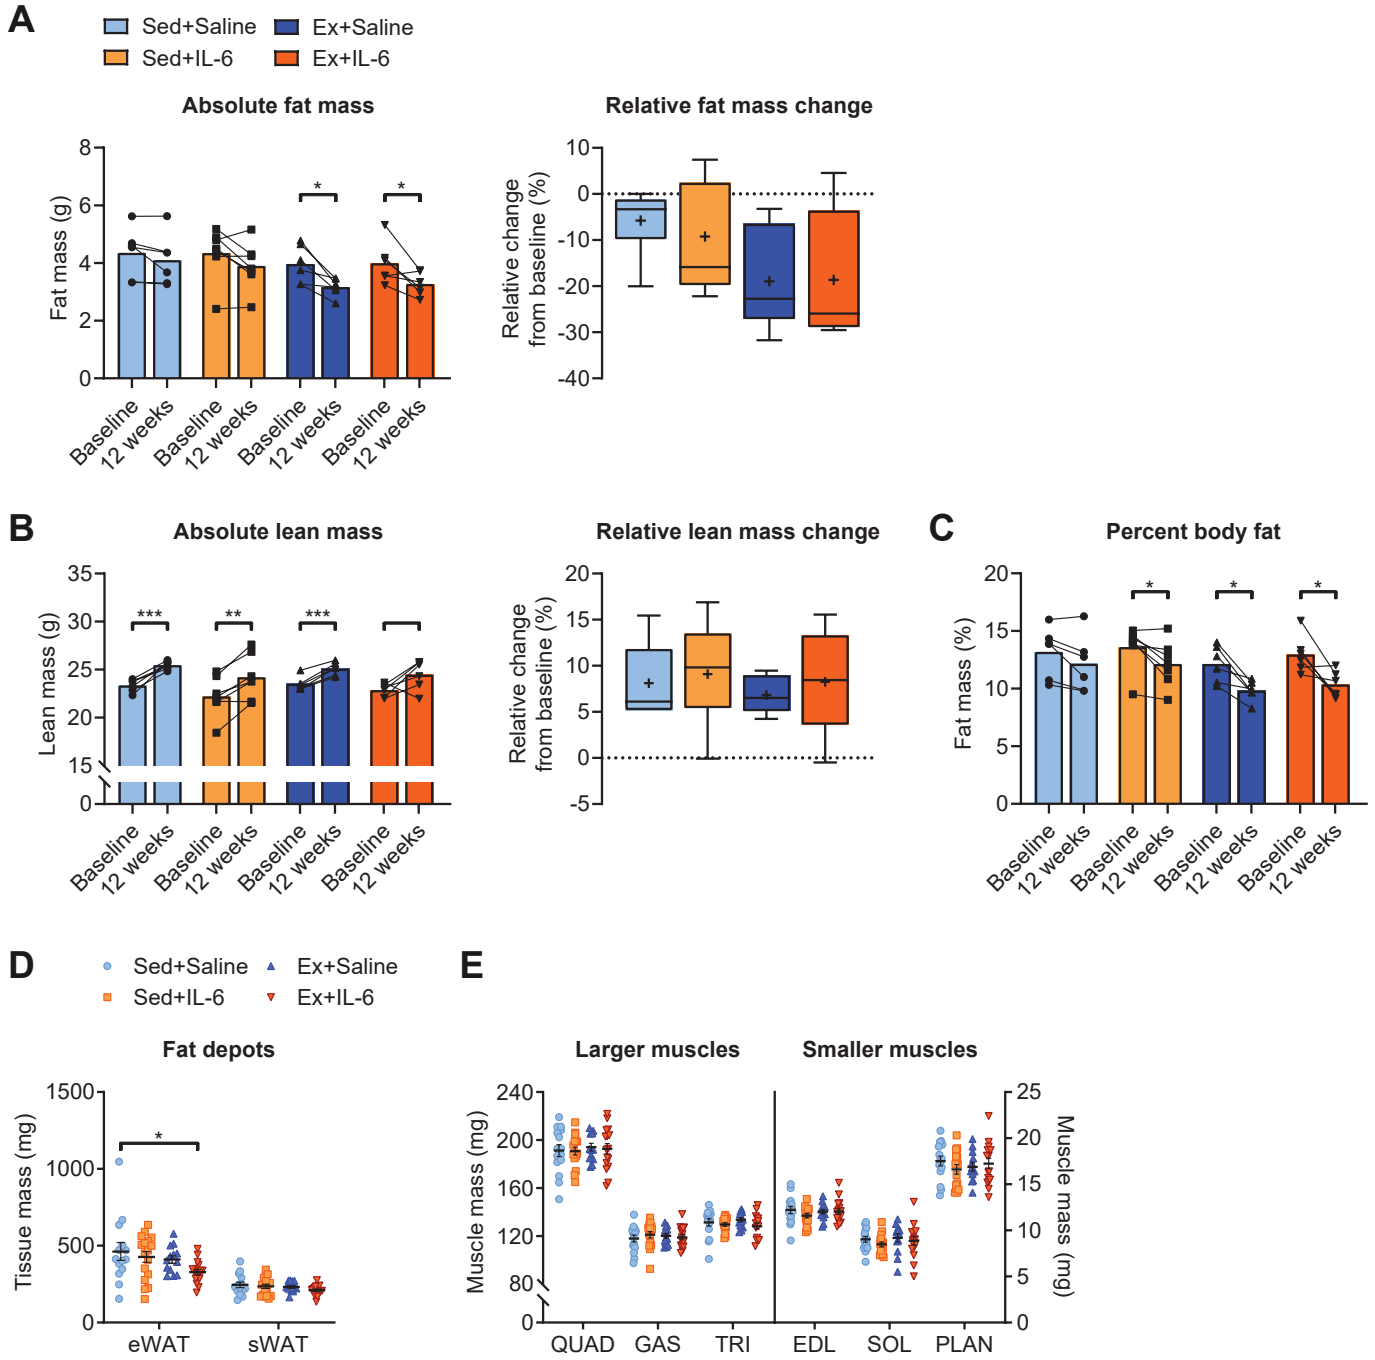 A
Sed+Saline
Ex+Saline
Sed+IL-6
Ex+IL-6
Absolute fat mass
Fat mass (g)
8
6
4
2
0
*
*
Baseline
12 weeks
Baseline
12 weeks
Baseline
12 weeks
Baseline
12 weeks
Relative fat mass change
Relative change
from baseline (%)
10
0
-10
-20
-30
-40
B
Absolute lean mass
Lean mass (g)
35
30
25
20
15
0
***
**
***
Baseline
12 weeks
Baseline
12 weeks
Baseline
12 weeks
Baseline
12 weeks
Relative lean mass change
Relative change
from baseline (%)
20
15
10
5
0
-5
C
Percent body fat
Fat mass (%)
20
15
10
5
0
*
*
*
Baseline
12 weeks
Baseline
12 weeks
Baseline
12 weeks
Baseline
12 weeks
D
Sed+Saline
Ex+Saline
Sed+IL-6
Ex+IL-6
Fat depots
Tissue mass (mg)
1500
1000
500
0
*
eWAT
sWAT
E
Larger muscles
Smaller muscles
Muscle mass (mg)
240
200
160
120
80
0
QUAD
GAS
TRI
EDL
SOL
PLAN
25
20
15
10
5
0
Muscle mass (mg)